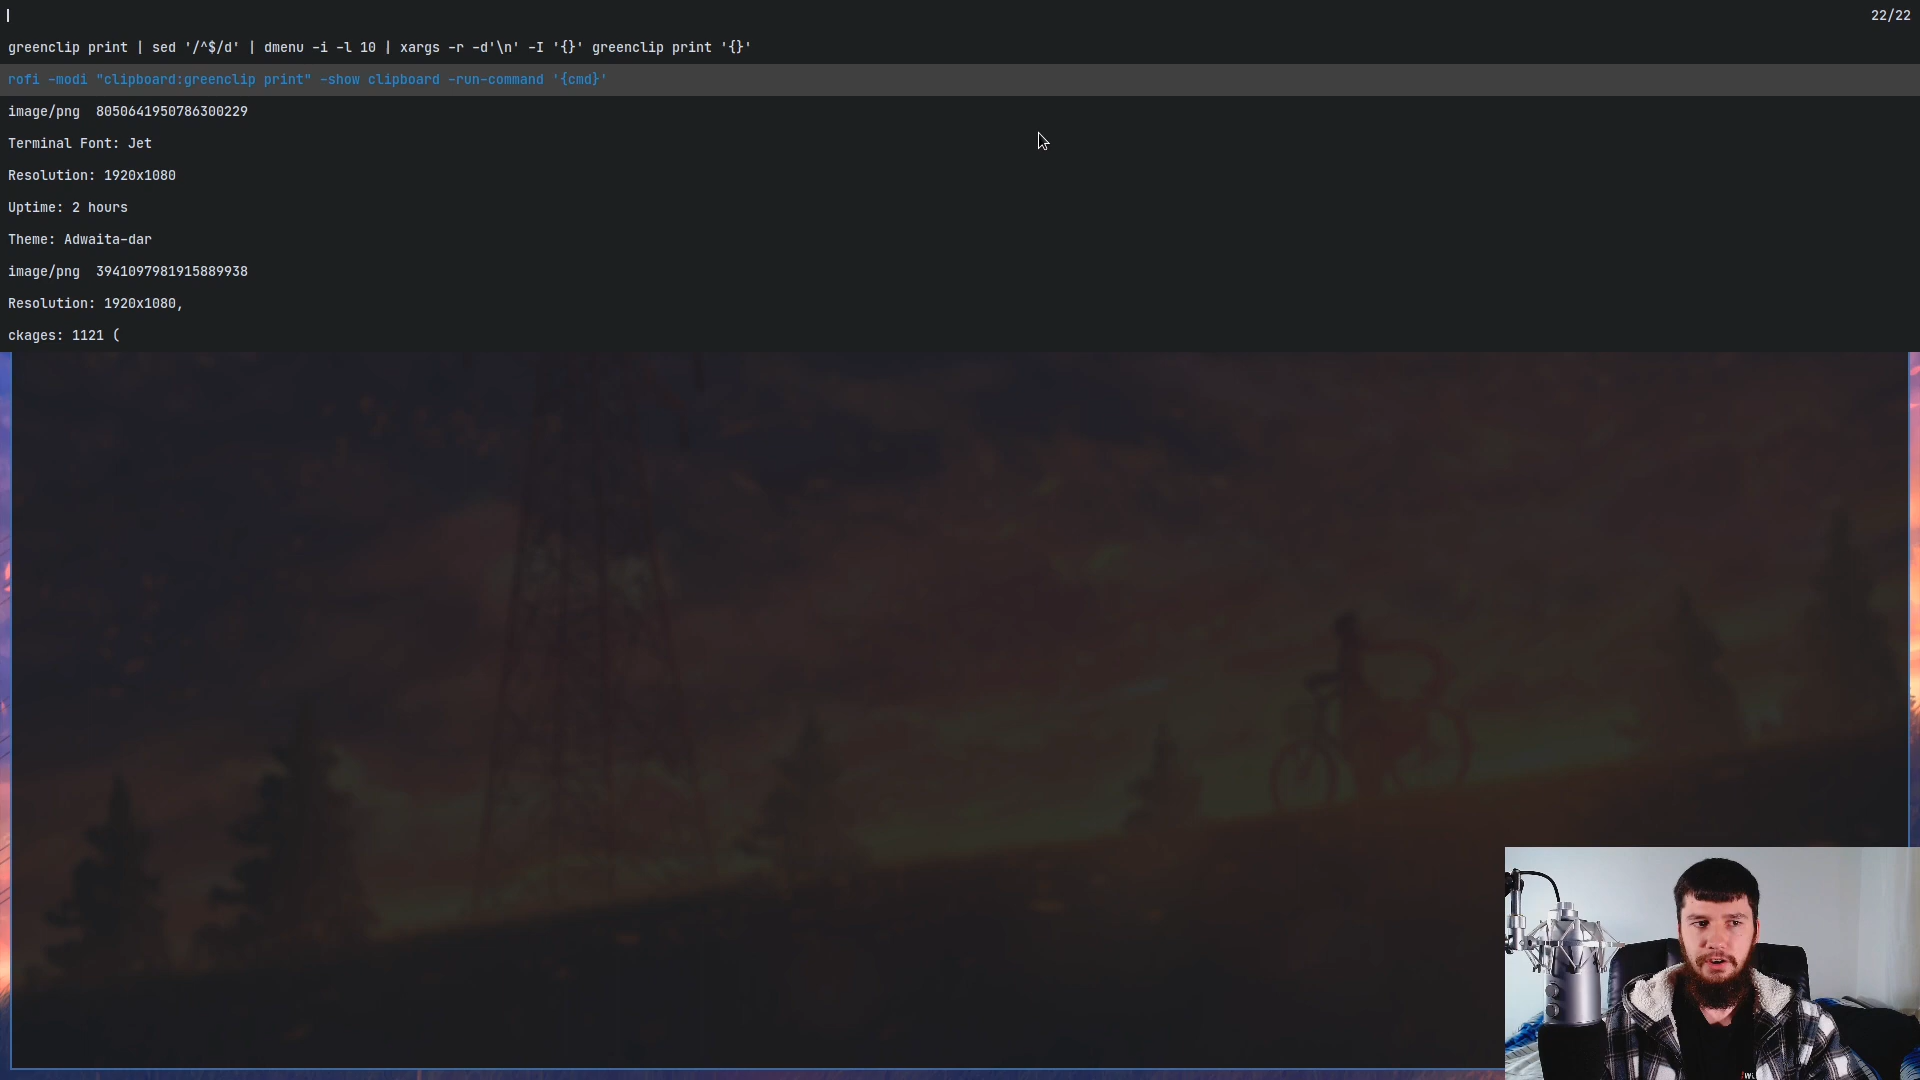 22/22
greenclip print | sed '/^$/d' | dmenu -i -l 10 | xargs -r -d'\n' -I '{}' greenclip print '{}'
rofi -modi "clipboard:greenclip print" -show clipboard -run-command '{cmd}'
image/png  8050641950786300229
Terminal Font: Jet
Resolution: 1920x1080
Uptime: 2 hours
Theme: Adwaita-dar
image/png  3941097981915889938
Resolution: 1920x1080,
ckages: 1121 (